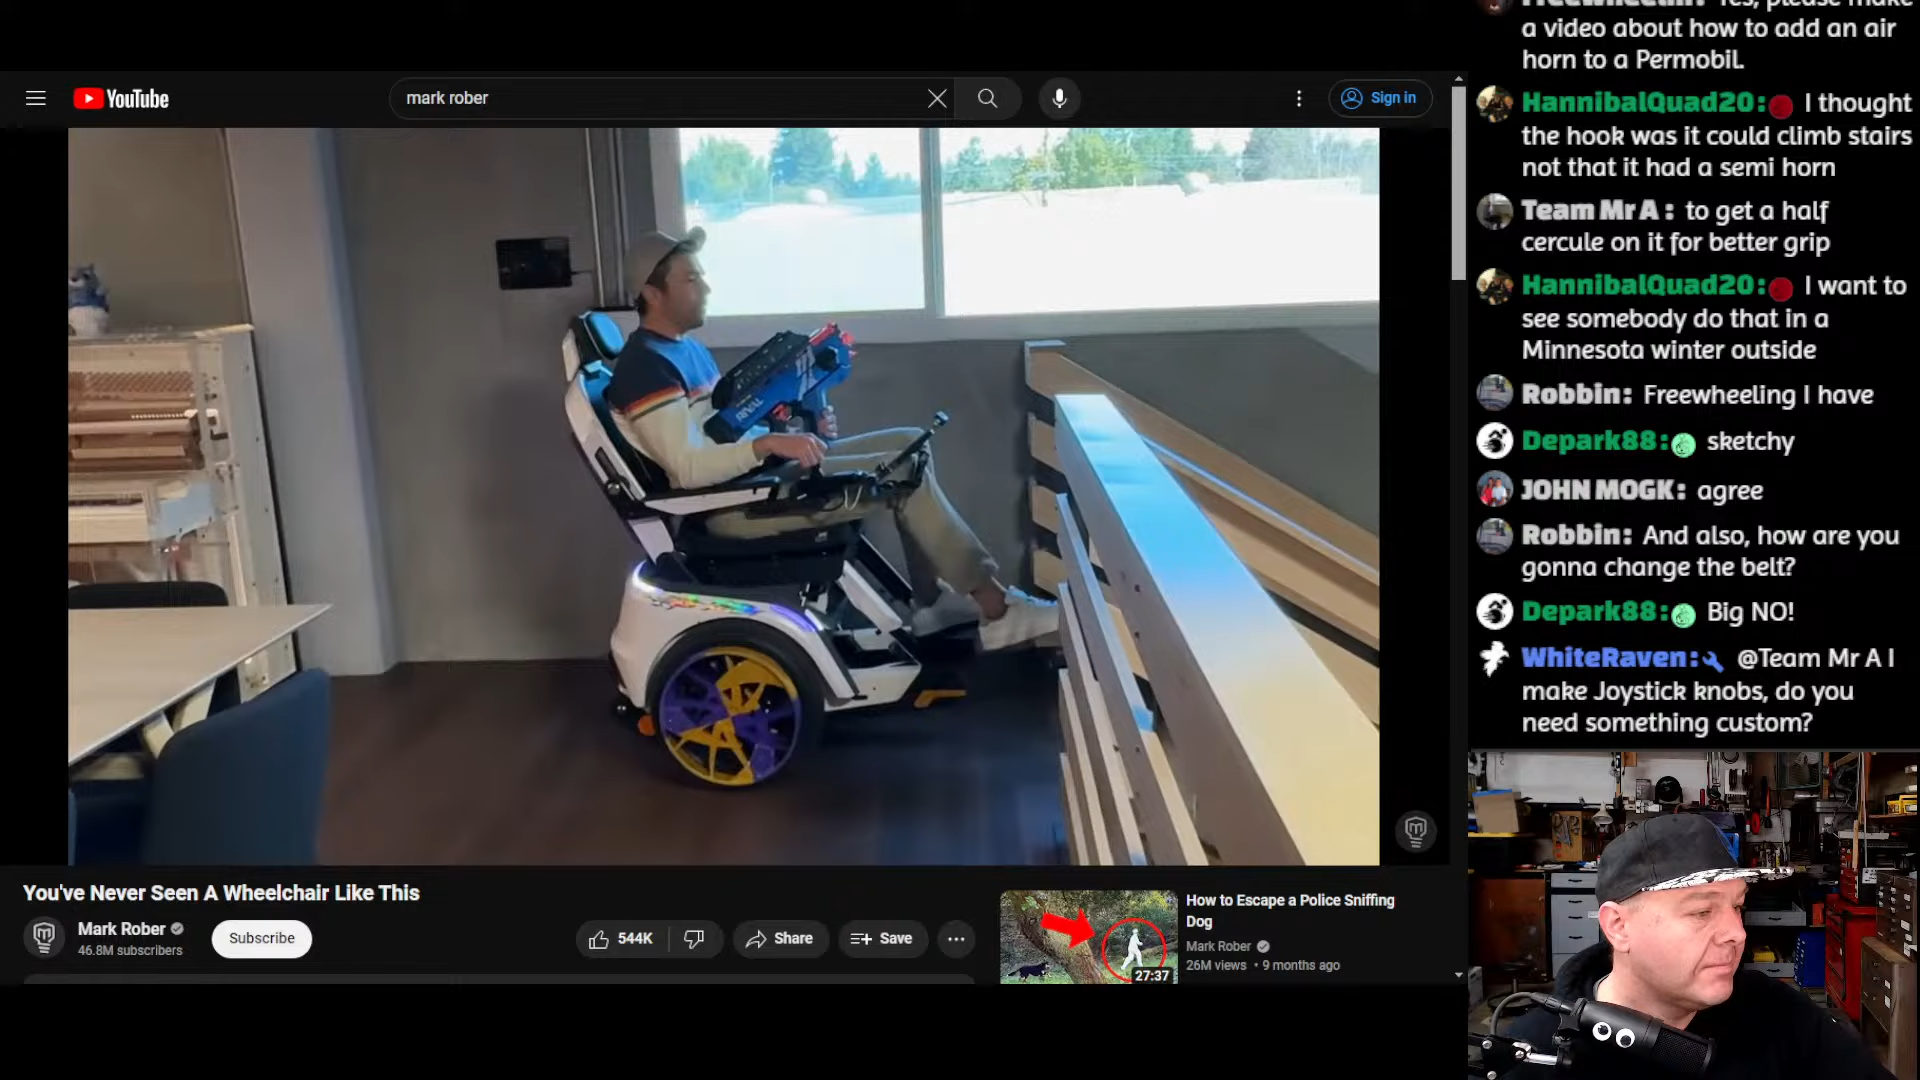 YouTube
mark rober
Sign in
RIVAL
You've Never Seen A Wheelchair Like This
Mark Rober
46.8M subscribers
Subscribe
544K
Share
Save
27:37
How to Escape a Police Sniffing
Dog
Mark Rober
26M views • 9 months ago
Yes, please make
a video about how to add an air
horn to a Permobil.
HannibalQuad20: I thought
the hook was it could climb stairs
not that it had a semi horn
Team Mr A : to get a half
cercule on it for better grip
HannibalQuad20: I want to
see somebody do that in a
Minnesota winter outside
Robbin: Freewheeling I have
Depark88: sketchy
JOHN MOGK: agree
Robbin: And also, how are you
gonna change the belt?
Depark88: Big NO!
WhiteRaven: @Team Mr A I
make Joystick knobs, do you
need something custom?